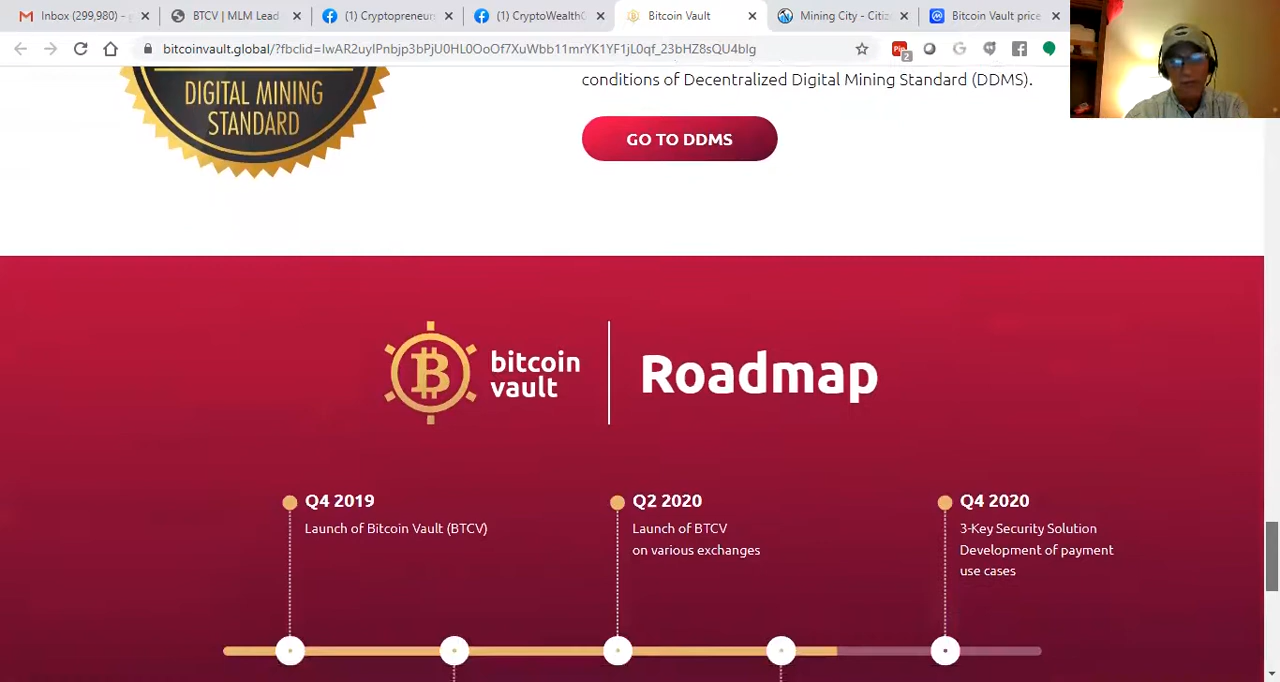 Inbox (299,980) -
BTCV | MLM Lead
(1) Cryptopreneur
(1) CryptoWealth
Bitcoin Vault
Mining City - Citiz
Bitcoin Vault price
bitcoinvault.global/?fbclid=IwAR2uylPnbjp3bPjU0HL0OoOf7XuWbb11mrYK1YF1jL0qf_23bHZ8sQU4bIg
2
conditions of Decentralized Digital Mining Standard (DDMS).
DIGITAL MINING
STANDARD
GO TO DDMS
bitcoin
vault
Roadmap
Q4 2019
Launch of Bitcoin Vault (BTCV)
Q2 2020
Launch of BTCV
on various exchanges
Q4 2020
3-Key Security Solution
Development of payment
use cases